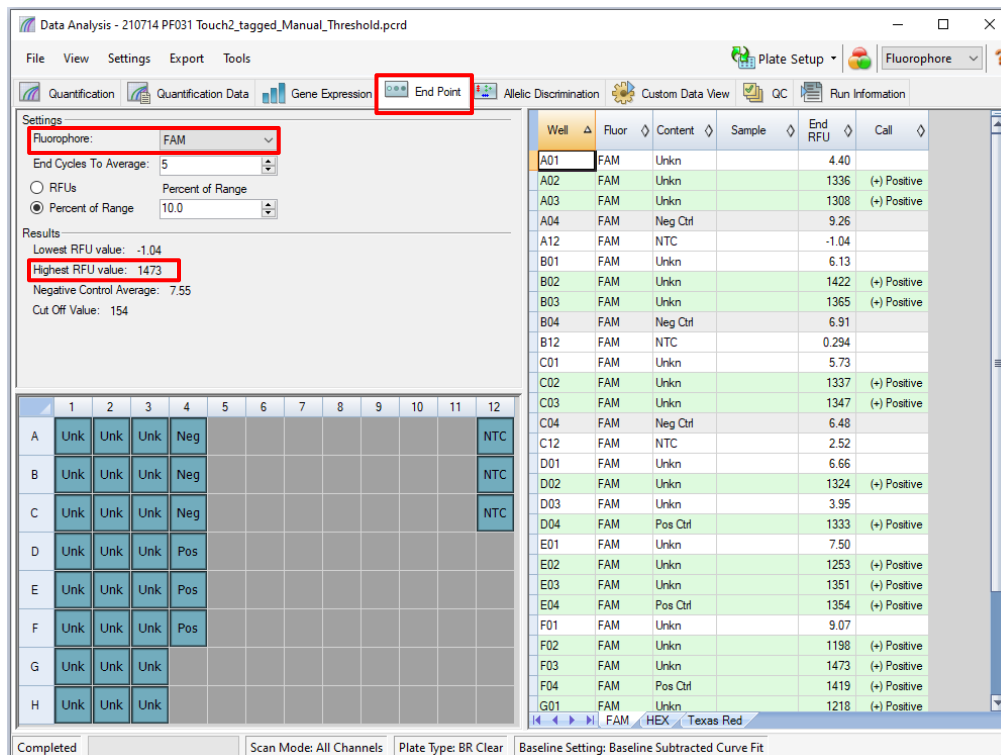 Data Analysis - 210714 PF031 Touch2_tagged_Manual_Threshold.pcrd
File View Settings Export Tools Plate Setup Fluorophore
Quantification Quantification Data Gene Expression End Point Allelic Discrimination Custom Data View QC Run Information
Settings
Fluorophore: FAM
End Cycles To Average: 5
RFUs Percent of Range
Percent of Range 10.0
Results
Lowest RFU value: -1.04
Highest RFU value: 1473
Negative Control Average: 7.55
Cut Off Value: 154
1 2 3 4 5 6 7 8 9 10 11 12
A Unk Unk Unk Neg NTC
B Unk Unk Unk Neg NTC
C Unk Unk Unk Neg NTC
D Unk Unk Unk Pos
E Unk Unk Unk Pos
F Unk Unk Unk Pos
G Unk Unk Unk
H Unk Unk Unk
Well Fluor Content Sample End RFU Call
A01 FAM Unkn 4.40
A02 FAM Unkn 1336 (+) Positive
A03 FAM Unkn 1308 (+) Positive
A04 FAM Neg Ctrl 9.26
A12 FAM NTC -1.04
B01 FAM Unkn 6.13
B02 FAM Unkn 1422 (+) Positive
B03 FAM Unkn 1365 (+) Positive
B04 FAM Neg Ctrl 6.91
B12 FAM NTC 0.294
C01 FAM Unkn 5.73
C02 FAM Unkn 1337 (+) Positive
C03 FAM Unkn 1347 (+) Positive
C04 FAM Neg Ctrl 6.48
C12 FAM NTC 2.52
D01 FAM Unkn 6.66
D02 FAM Unkn 1324 (+) Positive
D03 FAM Unkn 3.95
D04 FAM Pos Ctrl 1333 (+) Positive
E01 FAM Unkn 7.50
E02 FAM Unkn 1253 (+) Positive
E03 FAM Unkn 1351 (+) Positive
E04 FAM Pos Ctrl 1354 (+) Positive
F01 FAM Unkn 9.07
F02 FAM Unkn 1198 (+) Positive
F03 FAM Unkn 1473 (+) Positive
F04 FAM Pos Ctrl 1419 (+) Positive
G01 FAM Unkn 1218 (+) Positive
FAM HEX Texas Red
Completed Scan Mode: All Channels Plate Type: BR Clear Baseline Setting: Baseline Subtracted Curve Fit